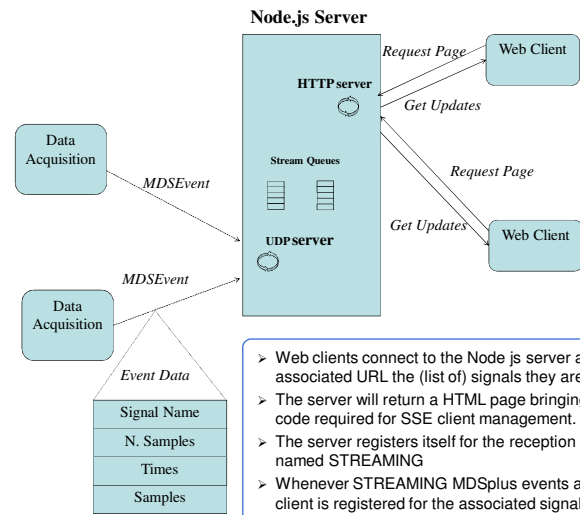 Node.js Server
Request Page
Web Client
HTTP server
Get Updates
Data
Acquisition
Stream Queues
MDSEvent
Request Page
Get Updates
Web Client
UDP server
MDSEvent
Data
Acquisition
Event Data
Signal Name
N. Samples
Times
Samples
➢ Web clients connect to the Node js server a
associated URL the (list of) signals they are
➢ The server will return a HTML page bringing
code required for SSE client management.
➢ The server registers itself for the reception
named STREAMING
➢ Whenever STREAMING MDSplus events a
client is registered for the associated signal